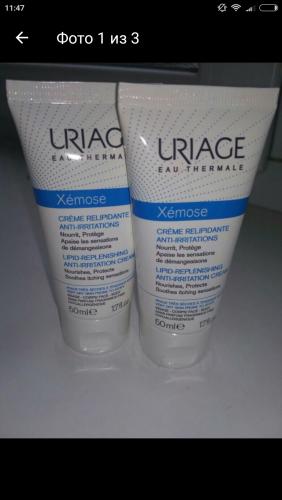 11:47
Фото 1 из 3
URIAGE
EAU THERMA
Xémose
CRÈME RELIPIDANTE
ANTI-IRRITATIONS
Nourrit, Protège
Apaise les sensations
de démangeaisons
LIPID-REPLENISHING
ANTI-IRRITATION CREAM
Nourishes, Protects
Soothes itching sensations
50ml e
URIAGE
EAU THERMALE
Xémose
CRÈME RELIPIDANTE
ANTI-IRRITATIONS
Nourrit, Protège
Apaise les sensations
de démangeaisons
LIPID-REPLENISHING
ANTI-IRRITATION CREAM
Nourishes, Protects
Soothes itching sensations
50ml e